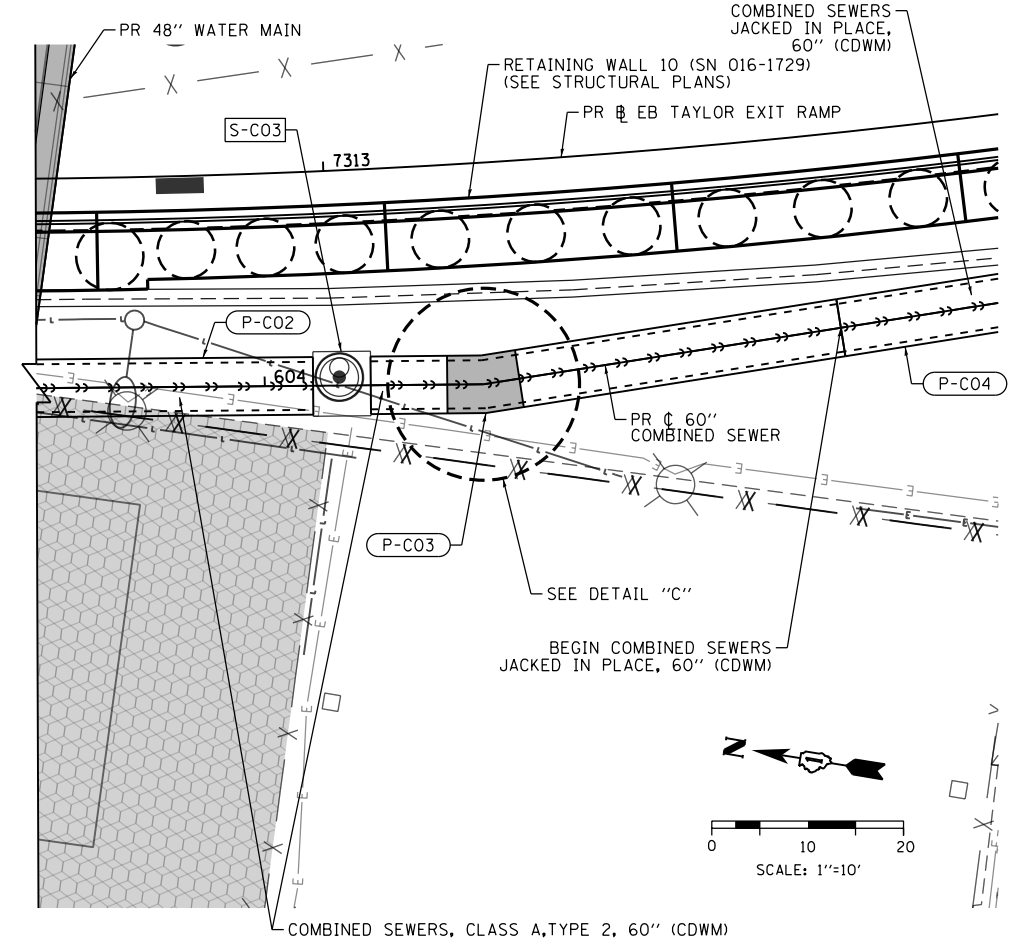 COMBINED SEWERS
JACKED IN PLACE,
60" (CDWM)
PR 48" WATER MAIN
RETAINING WALL 10 (SN 016-1729)
(SEE STRUCTURAL PLANS)
PR ⅊ EB TAYLOR EXIT RAMP
S-C03
7313
P-C02
604
P-C04
PR ℄ 60"
COMBINED SEWER
P-C03
SEE DETAIL "C"
BEGIN COMBINED SEWERS
JACKED IN PLACE, 60" (CDWM)
N
0 10 20
SCALE: 1"=10'
COMBINED SEWERS, CLASS A,TYPE 2, 60" (CDWM)